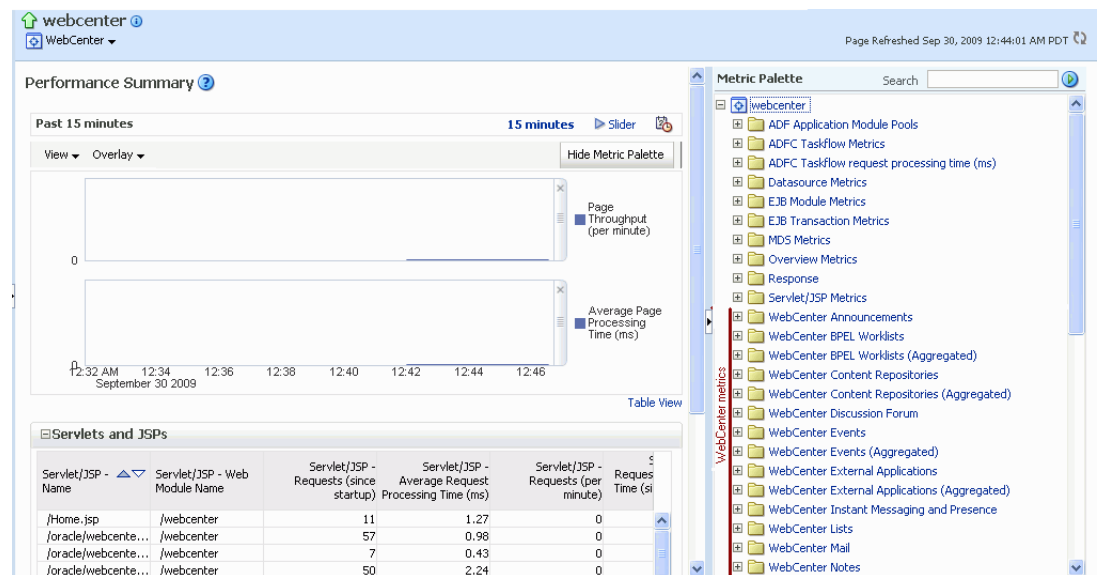 webcenter
WebCenter
Page Refreshed Sep 30, 2009 12:44:01 AM PDT
Performance Summary
Past 15 minutes
15 minutes
Slider
View
Overlay
Hide Metric Palette
Page
Throughput
(per minute)
0
Average Page
Processing
Time (ms)
0
12:32 AM 12:34 12:36 12:38 12:40 12:42 12:44 12:46
September 30 2009
Table View
Servlets and JSPs
Servlet/JSP - Name
Servlet/JSP - Web Module Name
Servlet/JSP - Requests (since startup)
Servlet/JSP - Average Request Processing Time (ms)
Servlet/JSP - Requests (per minute)
Reques
Time (si
/Home.jsp /webcenter 11 1.27 0
/oracle/webcente... /webcenter 57 0.98 0
/oracle/webcente... /webcenter 7 0.43 0
/oracle/webcente... /webcenter 50 2.24 0
Metric Palette
Search
webcenter
ADF Application Module Pools
ADFC Taskflow Metrics
ADFC Taskflow request processing time (ms)
Datasource Metrics
EJB Module Metrics
EJB Transaction Metrics
MDS Metrics
Overview Metrics
Response
Servlet/JSP Metrics
WebCenter Announcements
WebCenter BPEL Worklists
WebCenter BPEL Worklists (Aggregated)
WebCenter Content Repositories
WebCenter Content Repositories (Aggregated)
WebCenter Discussion Forum
WebCenter Events
WebCenter Events (Aggregated)
WebCenter External Applications
WebCenter External Applications (Aggregated)
WebCenter Instant Messaging and Presence
WebCenter Lists
WebCenter Mail
WebCenter Notes
WebCenter metrics